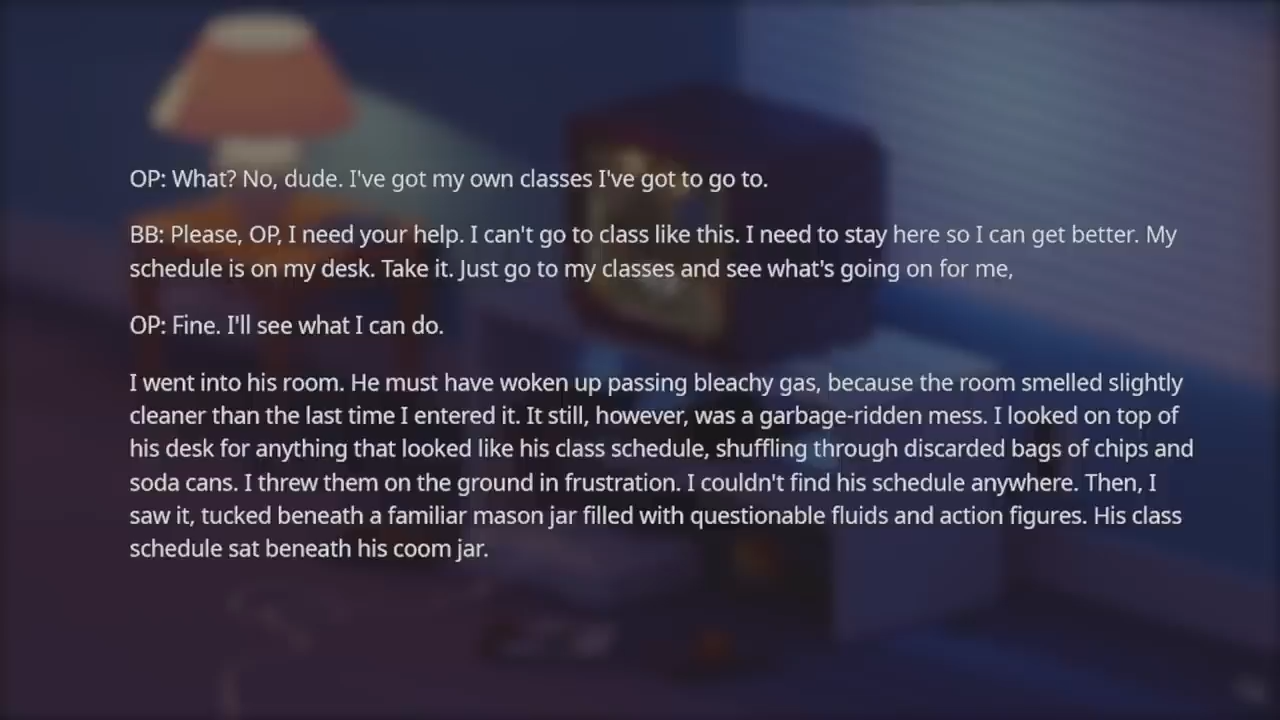 OP: What? No, dude. I've got my own classes I've got to go to.
BB: Please, OP, I need your help. I can't go to class like this. I need to stay here so I can get better. My
schedule is on my desk. Take it. Just go to my classes and see what's going on for me,
OP: Fine. I'll see what I can do.
I went into his room. He must have woken up passing bleachy gas, because the room smelled slightly
cleaner than the last time I entered it. It still, however, was a garbage-ridden mess. I looked on top of
his desk for anything that looked like his class schedule, shuffling through discarded bags of chips and
soda cans. I threw them on the ground in frustration. I couldn't find his schedule anywhere. Then, I
saw it, tucked beneath a familiar mason jar filled with questionable fluids and action figures. His class
schedule sat beneath his coom jar.